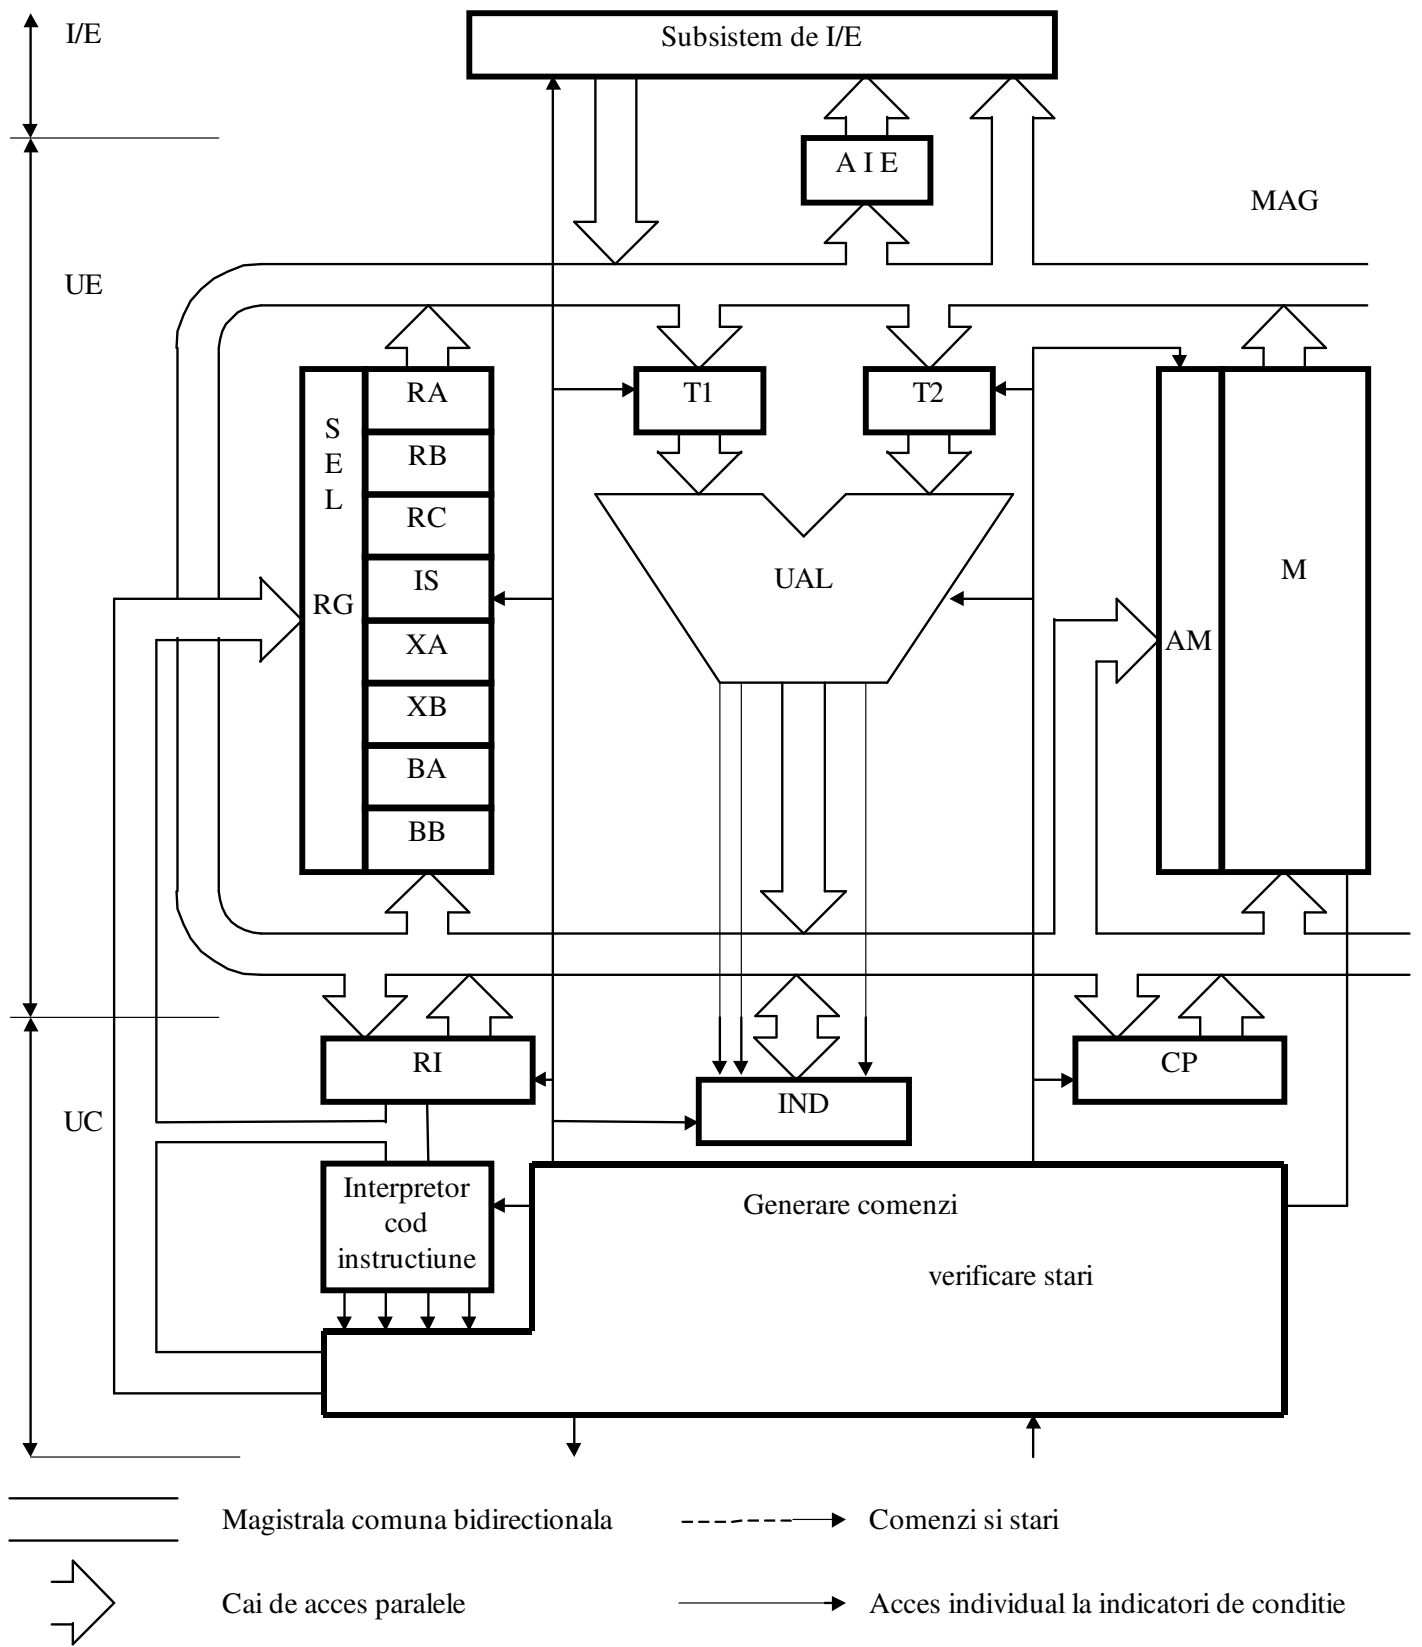 I/E
Subsistem de I/E
A I E
MAG
UE
RA
T1
T2
S
E
L
RB
RC
IS
RG
UAL
M
XA
AM
XB
BA
BB
RI
CP
IND
UC
Interpretor
cod
instructiune
Generare comenzi
verificare stari
Magistrala comuna bidirectionala
Comenzi si stari
Cai de acces paralele
Acces individual la indicatori de conditie